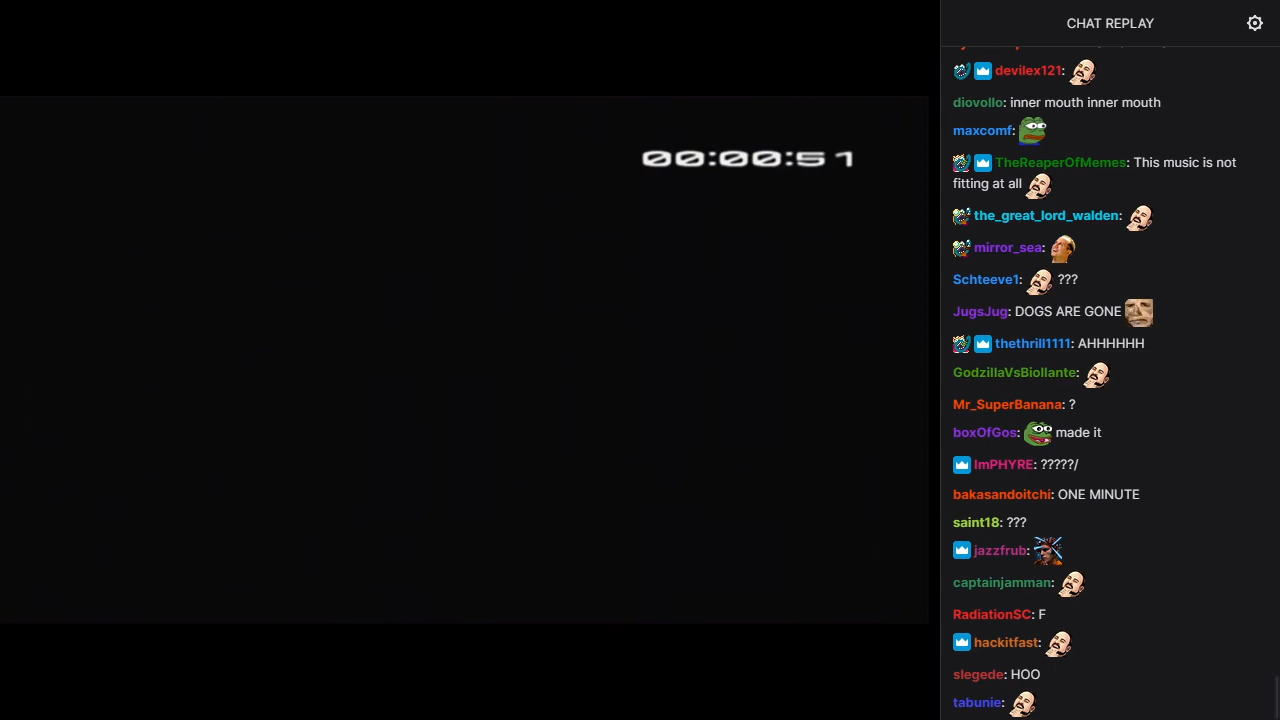 00:00:51
CHAT REPLAY
devilex121:
diovollo: inner mouth inner mouth
maxcomf:
TheReaperOfMemes: This music is not
fitting at all
the_great_lord_walden:
mirror_sea:
Schteeve1: ???
JugsJug: DOGS ARE GONE
thethrill1111: AHHHHHH
GodzillaVsBiollante:
Mr_SuperBanana: ?
boxOfGos: made it
ImPHYRE: ?????/
bakasandoitchi: ONE MINUTE
saint18: ???
jazzfrub:
captainjamman:
RadiationSC: F
hackitfast:
slegede: HOO
tabunie: